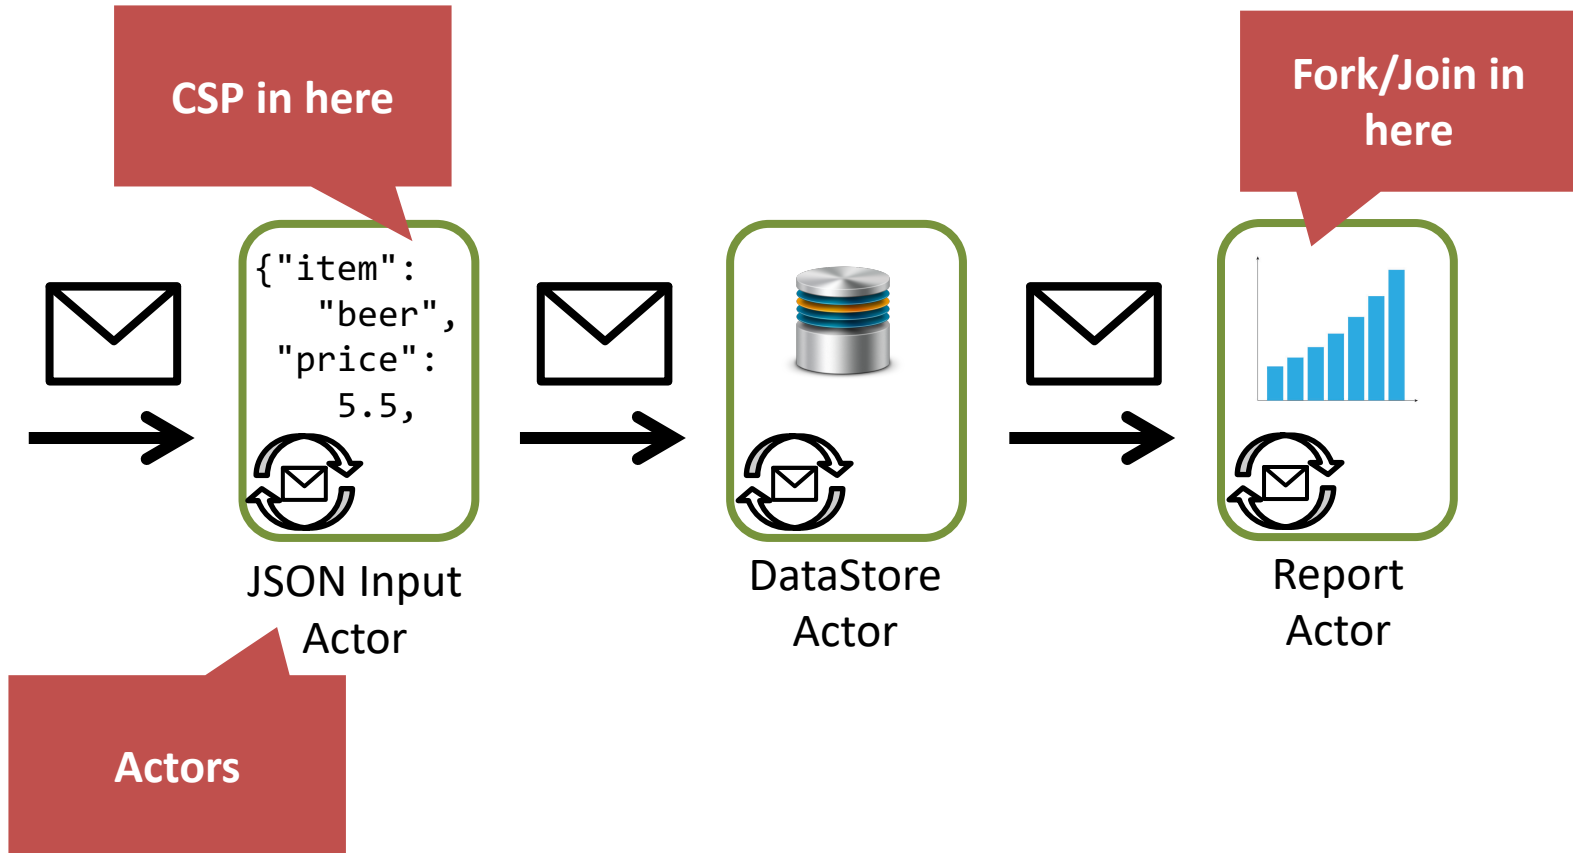 CSP in here
Fork/Join in
here
{"item":
"beer",
"price":
5.5,
JSON Input
Actor
DataStore
Actor
Report
Actor
Actors